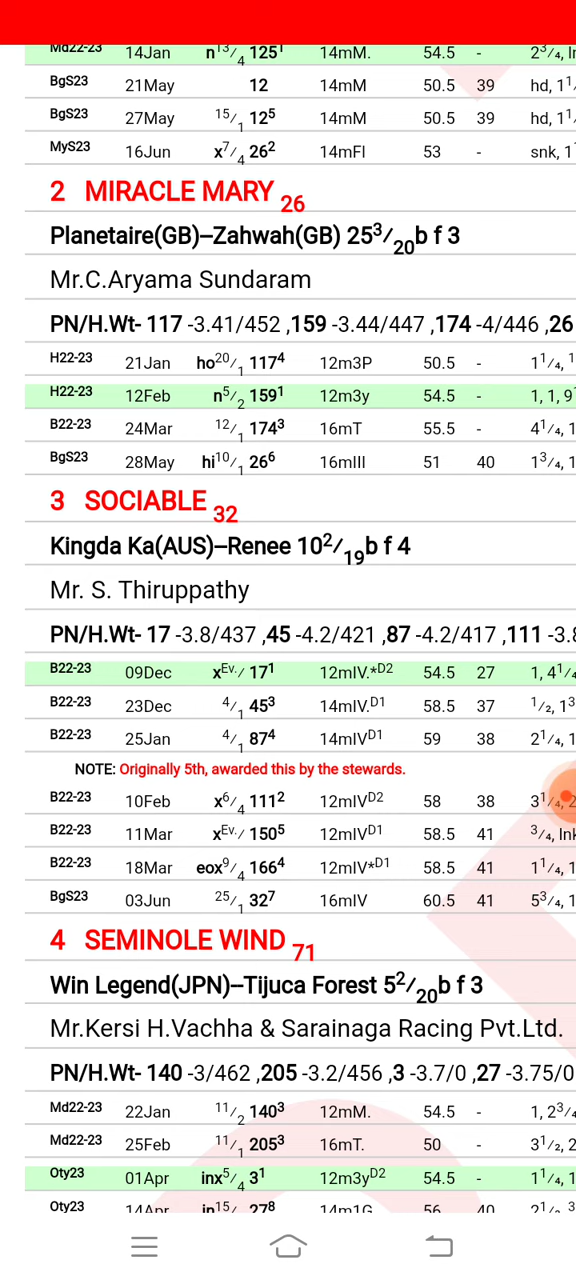 Md22-23 14Jan n13/4 125¹ 14mM. 54.5 - 2³/₄,
BgS23 21May 12 14mM 50.5 39 hd, 1¹
BgS23 27May 15/1 12⁵ 14mM 50.5 39 hd, 1¹
MyS23 16Jun x7/4 26² 14mFI 53 - snk, 1
2 MIRACLE MARY 26
Planetaire(GB)–Zahwah(GB) 25³/20b f 3
Mr.C.Aryama Sundaram
PN/H.Wt- 117 -3.41/452 ,159 -3.44/447 ,174 -4/446 ,26
H22-23 21Jan ho20/1 117⁴ 12m3P 50.5 - 1¹/₄, 1
H22-23 12Feb n5/2 159¹ 12m3y 54.5 - 1, 1, 9
B22-23 24Mar 12/1 174³ 16mT 55.5 - 4¹/₄, 1
BgS23 28May hi10/1 26⁶ 16mIII 51 40 1³/₄, 1
3 SOCIABLE 32
Kingda Ka(AUS)–Renee 10²/19b f 4
Mr. S. Thiruppathy
PN/H.Wt- 17 -3.8/437 ,45 -4.2/421 ,87 -4.2/417 ,111 -3.8
B22-23 09Dec xEv./ 17¹ 12mIV.*D2 54.5 27 1, 4¹/₄
B22-23 23Dec 4/1 45³ 14mIV.D1 58.5 37 ¹/₂, 1³
B22-23 25Jan 4/1 87⁴ 14mIVD1 59 38 2¹/₄, 1
NOTE: Originally 5th, awarded this by the stewards.
B22-23 10Feb x6/4 111² 12mIVD2 58 38 3¹/₄, 2
B22-23 11Mar xEv./ 150⁵ 12mIVD1 58.5 41 ³/₄, lnk
B22-23 18Mar eox9/4 166⁴ 12mIV*D1 58.5 41 1¹/₄, 1
BgS23 03Jun 25/1 32⁷ 16mIV 60.5 41 5³/₄, 1
4 SEMINOLE WIND 71
Win Legend(JPN)–Tijuca Forest 5²/20b f 3
Mr.Kersi H.Vachha & Sarainaga Racing Pvt.Ltd.
PN/H.Wt- 140 -3/462 ,205 -3.2/456 ,3 -3.7/0 ,27 -3.75/0
Md22-23 22Jan 11/2 140³ 12mM. 54.5 - 1, 2³/₄
Md22-23 25Feb 11/1 205³ 16mT. 50 - 3¹/₂, 2
Oty23 01Apr inx5/4 3¹ 12m3yD2 54.5 - 1¹/₄, 1
Oty23 14Apr in15/ 27⁸ 14m1G 56 40 2¹/₂, 3